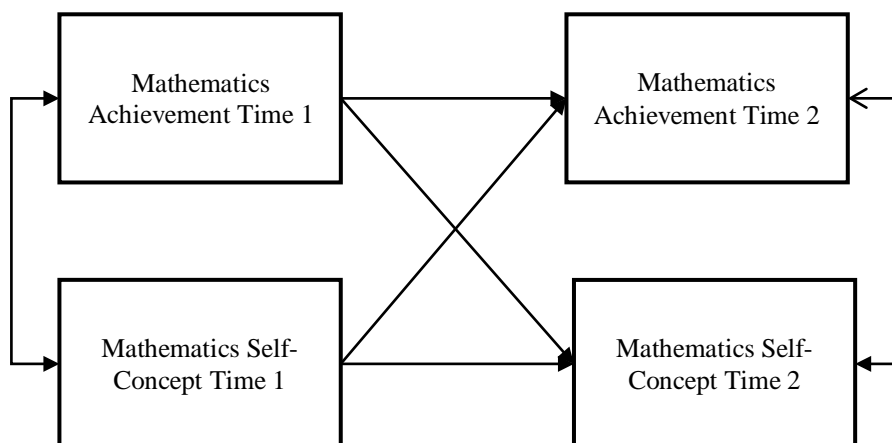 Mathematics
Achievement Time 1
Mathematics
Achievement Time 2
Mathematics Self-
Concept Time 1
Mathematics Self-
Concept Time 2